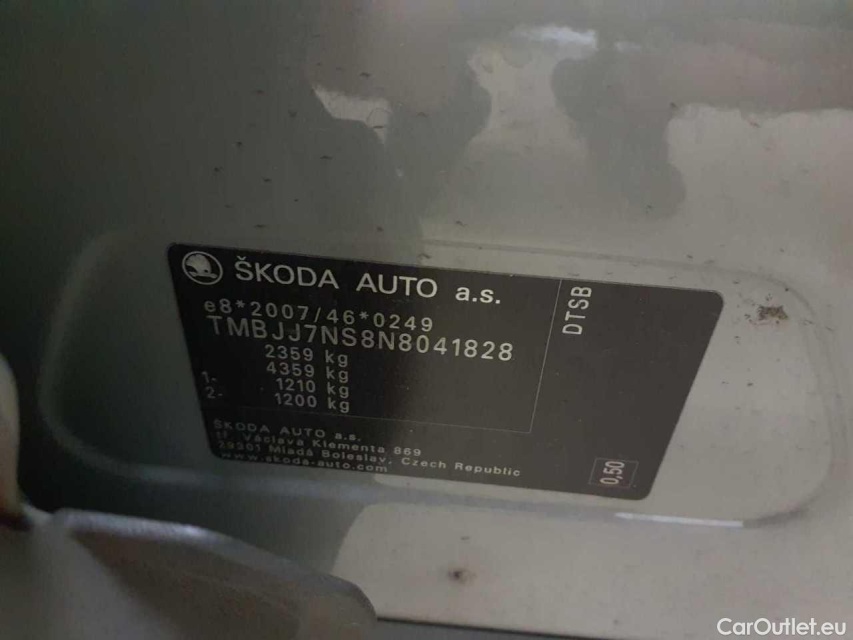 ŠKODA AUTO a.s.
e8*2007/46*0249
TMBJJ7NS8N8041828
2359 kg
4359 kg
1- 1210 kg
2- 1200 kg
ŠKODA AUTO a.s.
tř. Václava Klementa 869
29301 Mladá Boleslav, Czech Republic
www.skoda-auto.com
DTSB
0,50
CarOutlet.eu